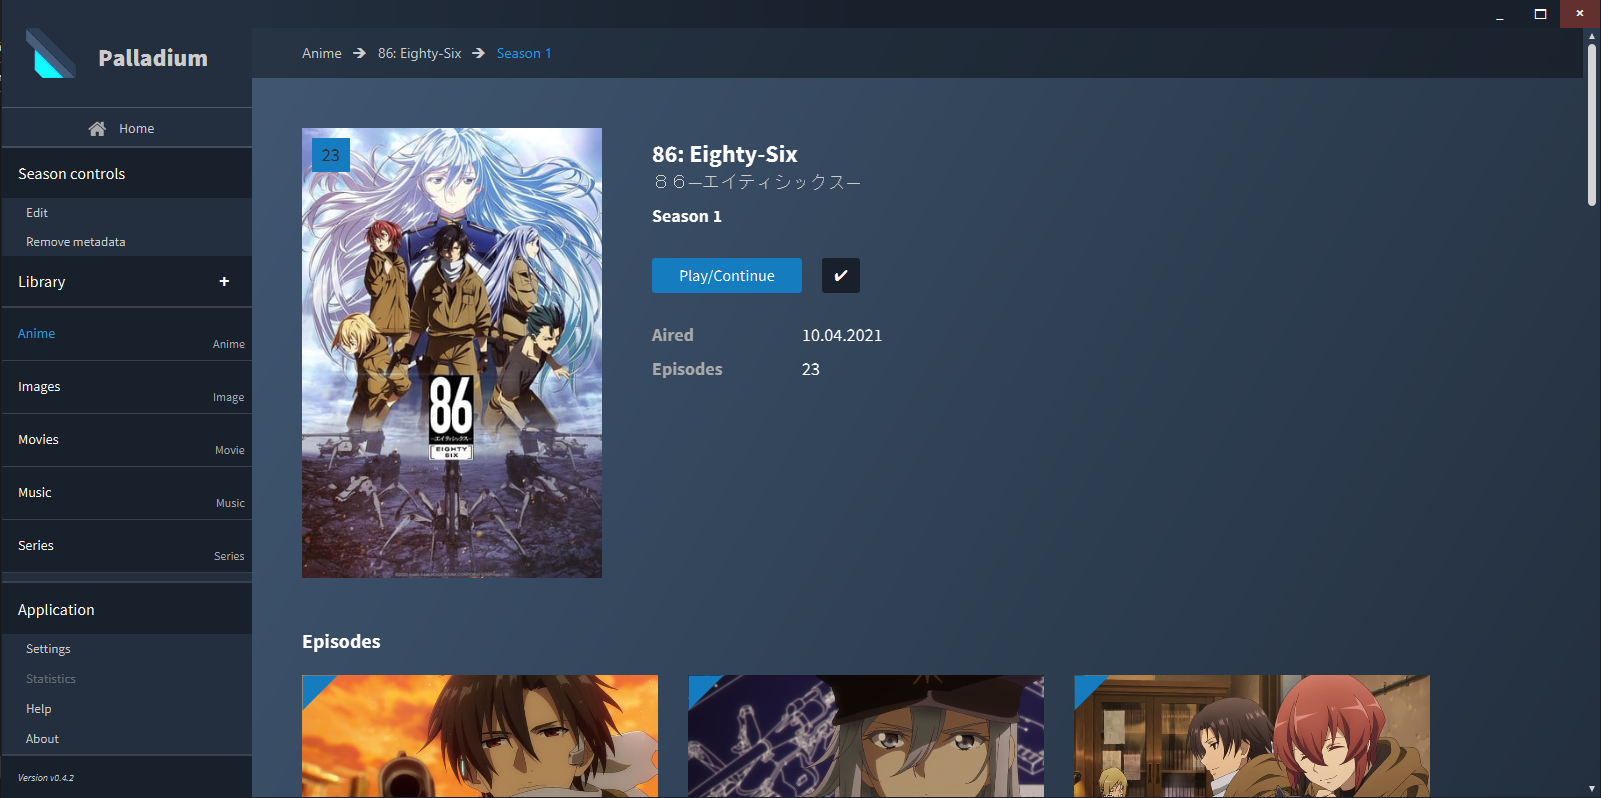 Palladium
Home
Season controls
Edit
Remove metadata
Library +
Anime
Anime
Images
Image
Movies
Movie
Music
Music
Series
Series
Application
Settings
Statistics
Help
About
Version v0.4.2
Anime → 86: Eighty-Six → Season 1
23
86
—エイティシックス—
EIGHTY
SIX
86: Eighty-Six
86—エイティシックス—
Season 1
Play/Continue ✔
Aired 10.04.2021
Episodes 23
Episodes